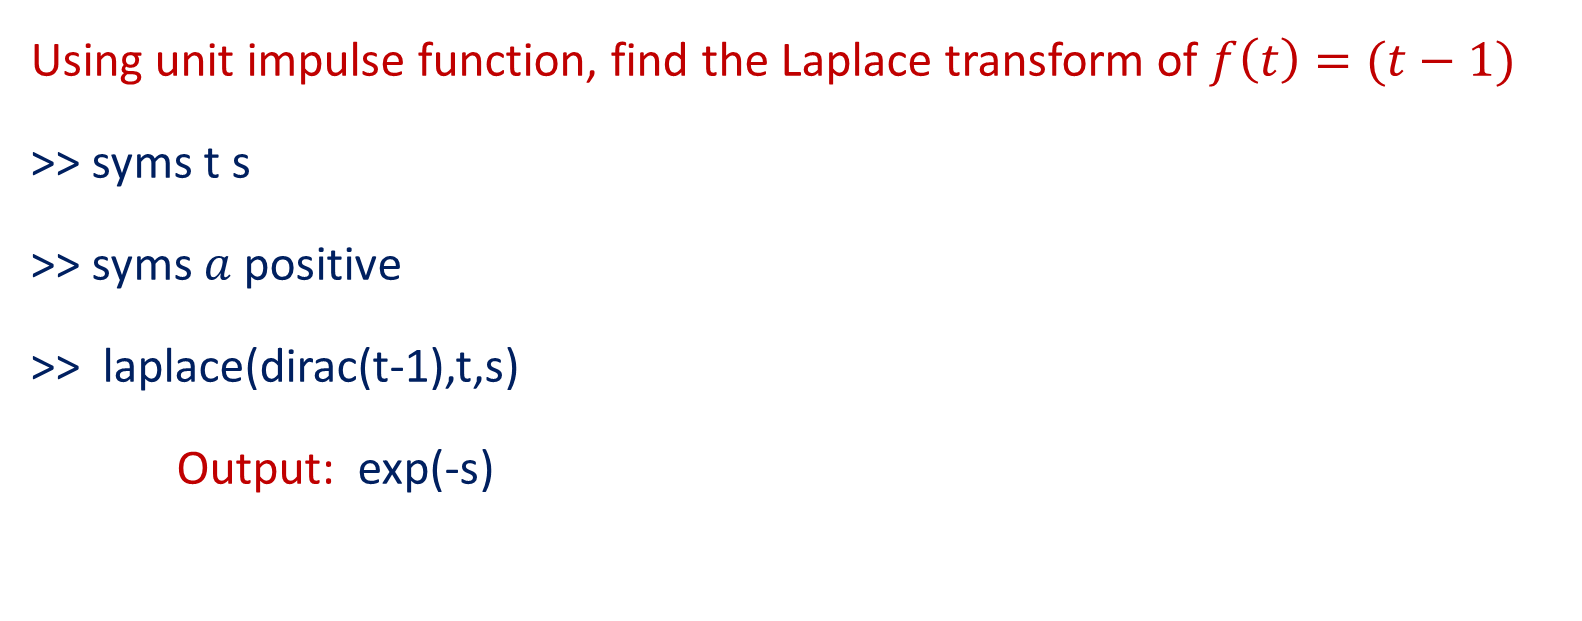 Using unit impulse function, find the Laplace transform of 𝑓(𝑡) = (𝑡 − 1)
>> syms t s
>> syms 𝑎 positive
>> laplace(dirac(t-1),t,s)
Output: exp(-s)